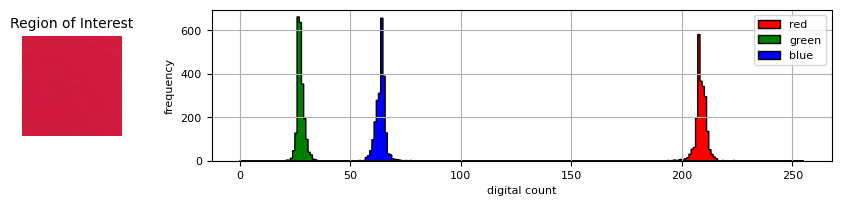 Region of Interest
frequency
600
400
200
0
0
50
100
150
200
250
digital count
red
green
blue